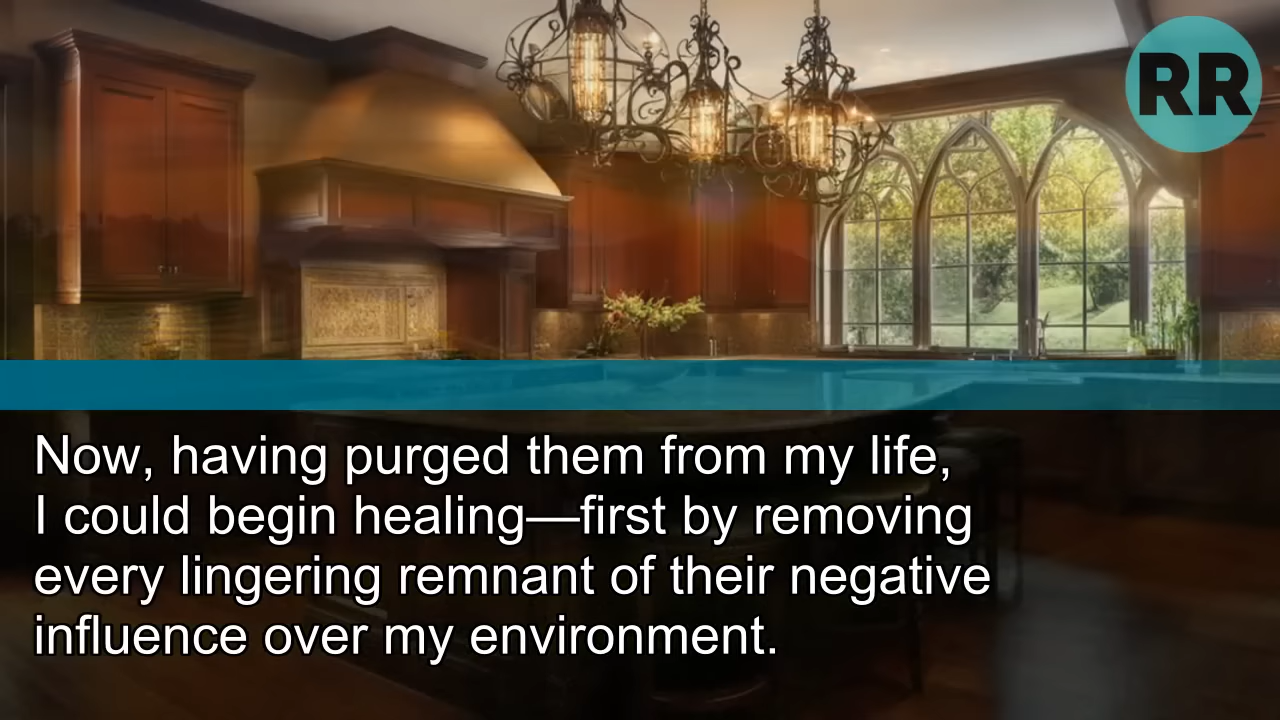 RR
Now, having purged them from my life,
I could begin healing—first by removing
every lingering remnant of their negative
influence over my environment.